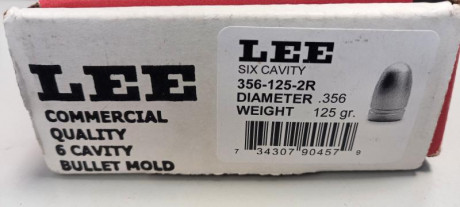 LEE
COMMERCIAL
QUALITY
6 CAVITY
BULLET MOLD
LEE
SIX CAVITY
356-125-2R
DIAMETER .356
WEIGHT 125 gr.
7 34307 90457 9